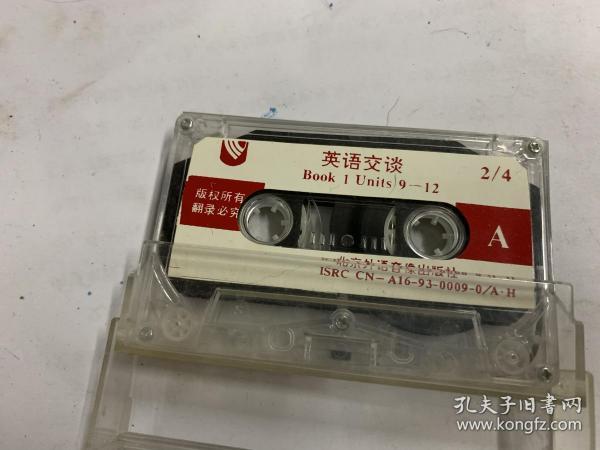 英语交谈
2/4
Book 1 Units 9—12
版权所有
翻录必究
A
北京外语音像出版社
ISRC CN—A16-93-0009-0/A·H
孔夫子旧书网
www.kongfz.com